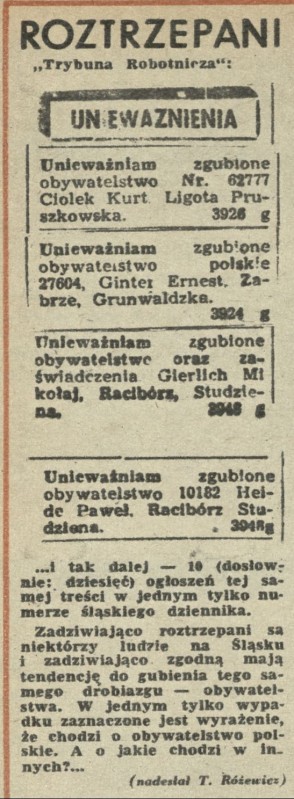 ROZTRZEPANI
„Trybuna Robotnicza":
UNIEWAŻNIENIA
Unieważniam zgubione
obywatelstwo Nr. 62777
Ciolek Kurt Ligota Pru-
szkowska. 3926 g
Unieważniam zgubione
obywatelstwo polskie
27604, Ginter Ernest. Za-
brze, Grunwaldzka.
3924 g
Unieważniam zgubione
obywatelstwo oraz za-
świadczenia Gierlich Mi
kołaj, Racibórz, Studzie-
na. 3946 g
Unieważniam zgubione
obywatelstwo 10182 Hei-
de Paweł. Racibórz Stu-
dziena. 3948g
...i tak dalej — 10 (dosłow-
nie: dziesięć) ogłoszeń tej sa-
mej treści w jednym tylko nu-
merze śląskiego dziennika.
Zadziwiająco roztrzepani są
niektórzy ludzie na Śląsku
i zadziwiająco zgodną mają
tendencję do gubienia tego sa-
mego drobiazgu — obywatel-
stwa. W jednym tylko wypa-
dku zaznaczone jest wyrażenie,
że chodzi o obywatelstwo pol-
skie. A o jakie chodzi w in-
nych?...
(nadesłał T. Różewicz)